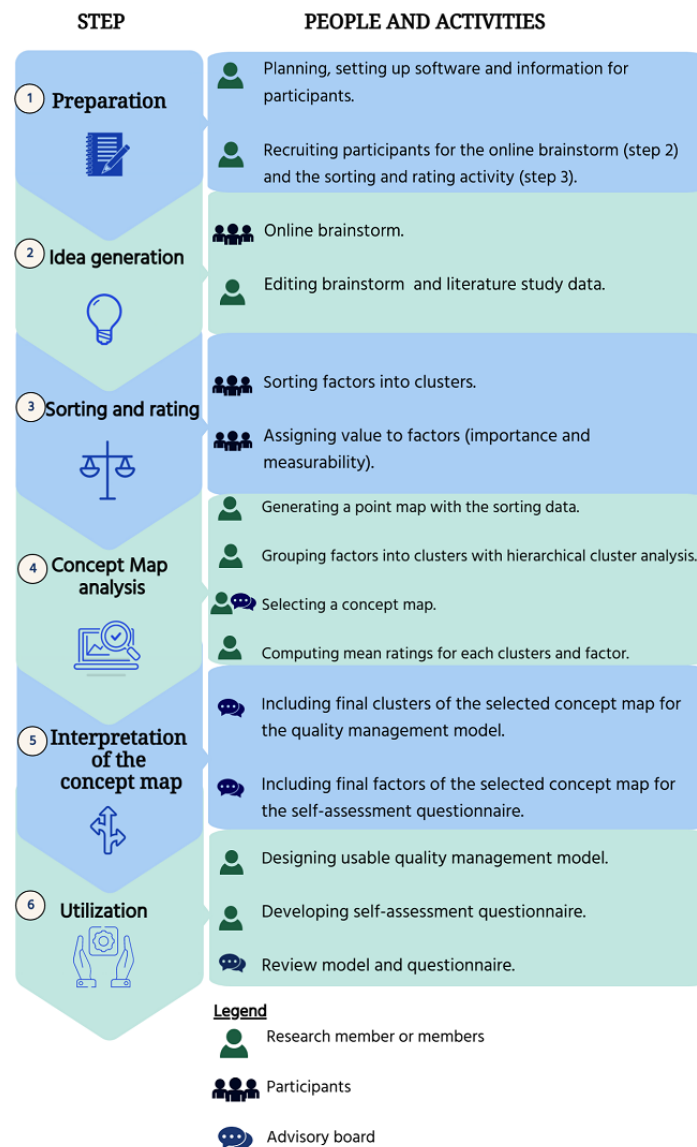 STEP
PEOPLE AND ACTIVITIES
1
Preparation
Planning, setting up software and information for
participants.
Recruiting participants for the online brainstorm (step 2)
and the sorting and rating activity (step 3).
2
Idea generation
Online brainstorm.
Editing brainstorm and literature study data.
3
Sorting and rating
Sorting factors into clusters.
Assigning value to factors (importance and
measurability).
4
Concept Map
analysis
Generating a point map with the sorting data.
Grouping factors into clusters with hierarchical cluster analysis.
Selecting a concept map.
Computing mean ratings for each clusters and factor.
5
Interpretation
of the
concept map
Including final clusters of the selected concept map for
the quality management model.
Including final factors of the selected concept map for
the self-assessment questionnaire.
6
Utilization
Designing usable quality management model.
Developing self-assessment questionnaire.
Review model and questionnaire.
Legend
Research member or members
Participants
Advisory board